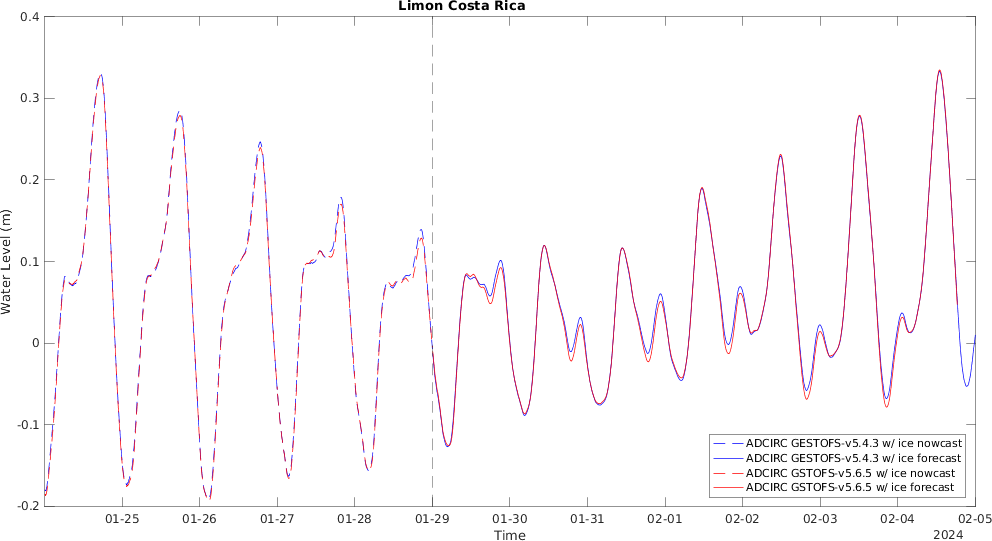 Limon Costa Rica
0.4
0.3
0.2
0.1
0
-0.1
-0.2
Water Level (m)
ADCIRC GESTOFS-v5.4.3 w/ ice nowcast
ADCIRC GESTOFS-v5.4.3 w/ ice forecast
ADCIRC GSTOFS-v5.6.5 w/ ice nowcast
ADCIRC GSTOFS-v5.6.5 w/ ice forecast
01-25 01-26 01-27 01-28 01-29 01-30 01-31 02-01 02-02 02-03 02-04 02-05
Time
2024